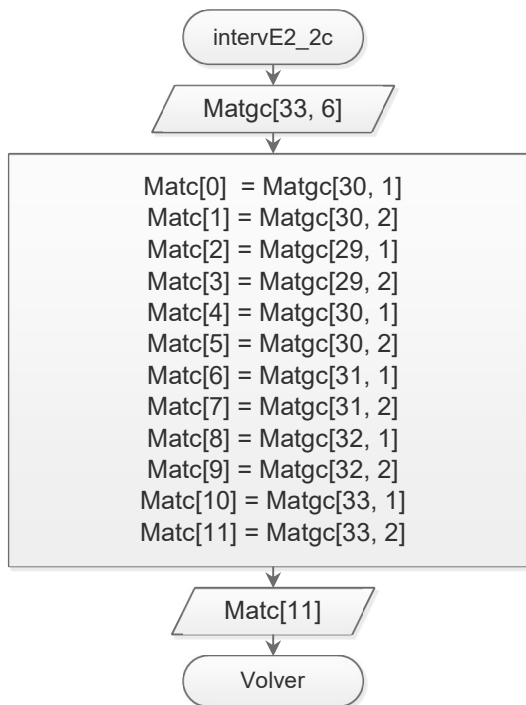 intervE2_2c
Matgc[33, 6]
Matc[0]  = Matgc[30, 1]
Matc[1] = Matgc[30, 2]
Matc[2] = Matgc[29, 1]
Matc[3] = Matgc[29, 2]
Matc[4] = Matgc[30, 1]
Matc[5] = Matgc[30, 2]
Matc[6] = Matgc[31, 1]
Matc[7] = Matgc[31, 2]
Matc[8] = Matgc[32, 1]
Matc[9] = Matgc[32, 2]
Matc[10] = Matgc[33, 1]
Matc[11] = Matgc[33, 2]
Matc[11]
Volver